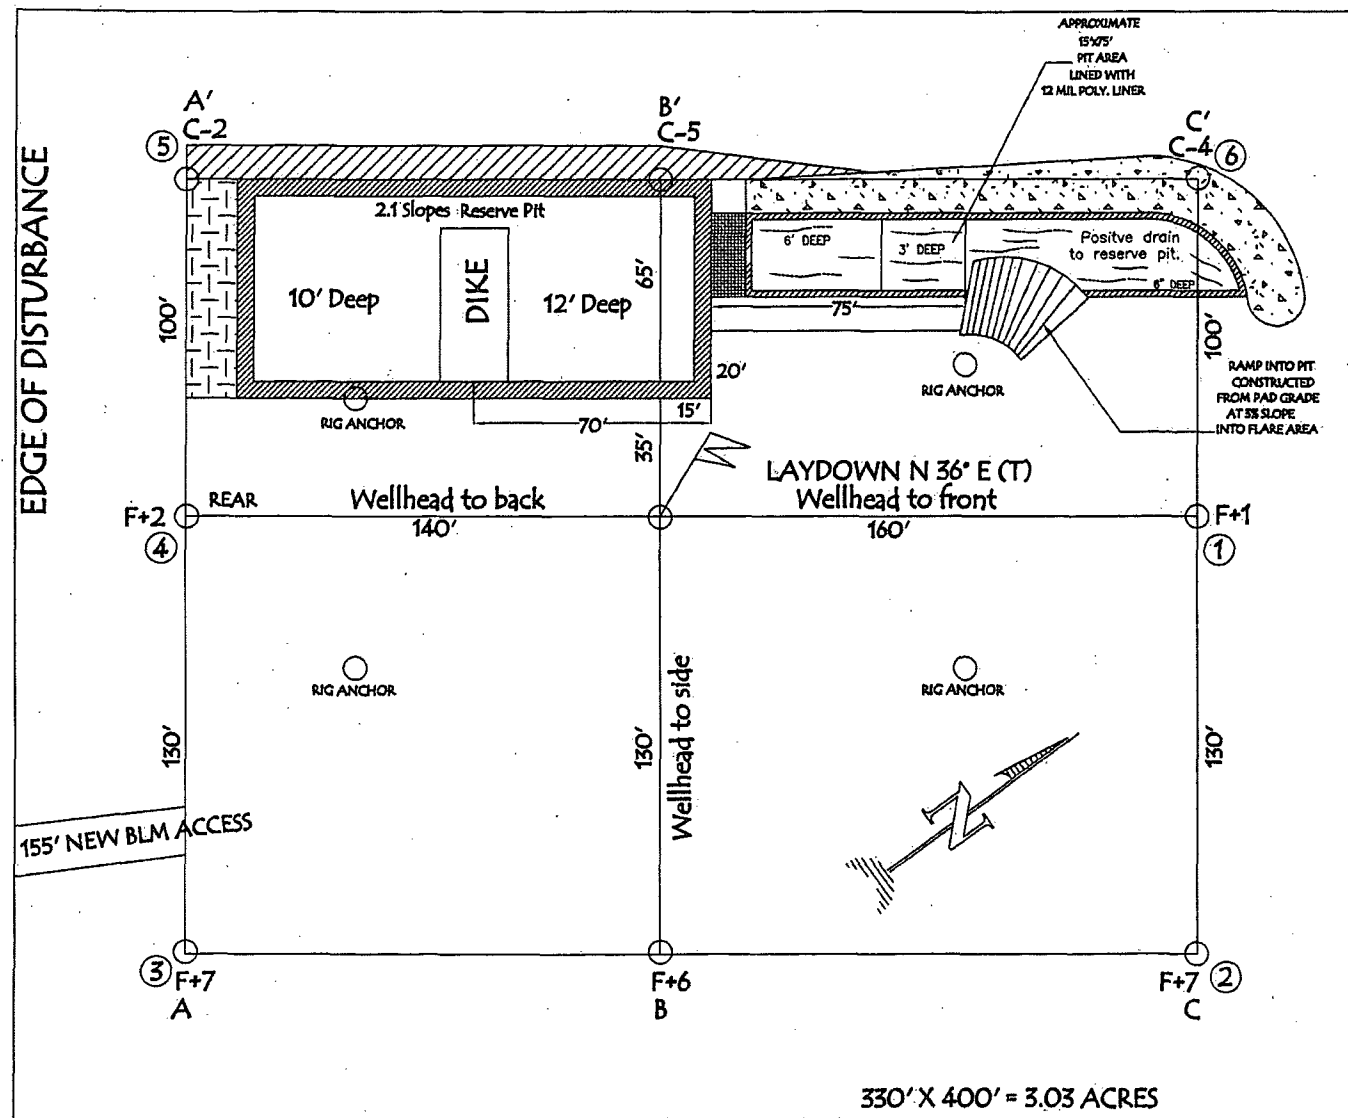 APPROXIMATE
15'x75'
PIT AREA
LINED WITH
12 MIL POLY. LINER
A'
C-2
5
B'
C-5
C'
C-4
6
EDGE OF DISTURBANCE
2.1 Slopes Reserve Pit
10' Deep
DIKE
12' Deep
65'
6' DEEP
3' DEEP
Positve drain
to reserve pit.
6" DEEP
100'
75'
100'
20'
15'
70'
35'
RIG ANCHOR
RIG ANCHOR
RAMP INTO PIT
CONSTRUCTED
FROM PAD GRADE
AT 5% SLOPE
INTO FLARE AREA
LAYDOWN N 36° E (T)
REAR
Wellhead to back
Wellhead to front
F+2
4
140'
160'
F+1
1
RIG ANCHOR
RIG ANCHOR
130'
130'
Wellhead to side
130'
N
155' NEW BLM ACCESS
3
F+7
A
F+6
B
F+7
C
2
330' X 400' = 3.03 ACRES